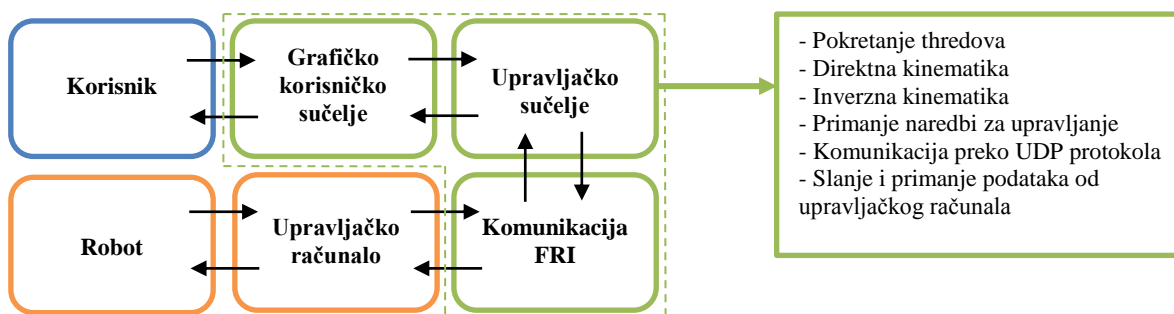 Korisnik
Grafičko
korisničko
sučelje
Upravljačko
sučelje
- Pokretanje thredova
- Direktna kinematika
- Inverzna kinematika
- Primanje naredbi za upravljanje
- Komunikacija preko UDP protokola
- Slanje i primanje podataka od
upravljačkog računala
Robot
Upravljačko
računalo
Komunikacija
FRI